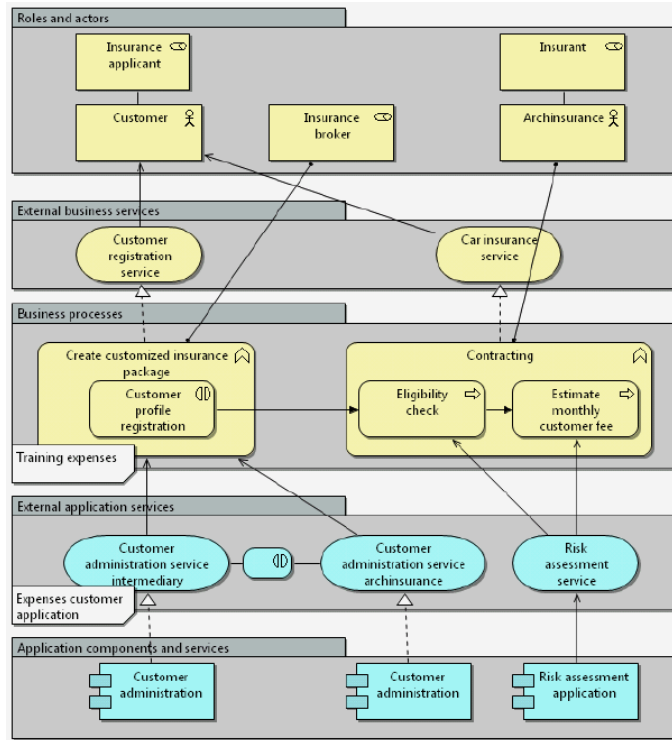 Roles and actors
Insurance
applicant
Insurant
Customer
Insurance
broker
Archinsurance
External business services
Customer
registration
service
Car insurance
service
Business processes
Create customized insurance
package
Customer
profile
registration
Contracting
Eligibility
check
Estimate
monthly
customer fee
Training expenses
External application services
Customer
administration service
intermediary
Customer
administration service
archinsurance
Risk
assessment
service
Expenses customer
application
Application components and services
Customer
administration
Customer
administration
Risk assessment
application